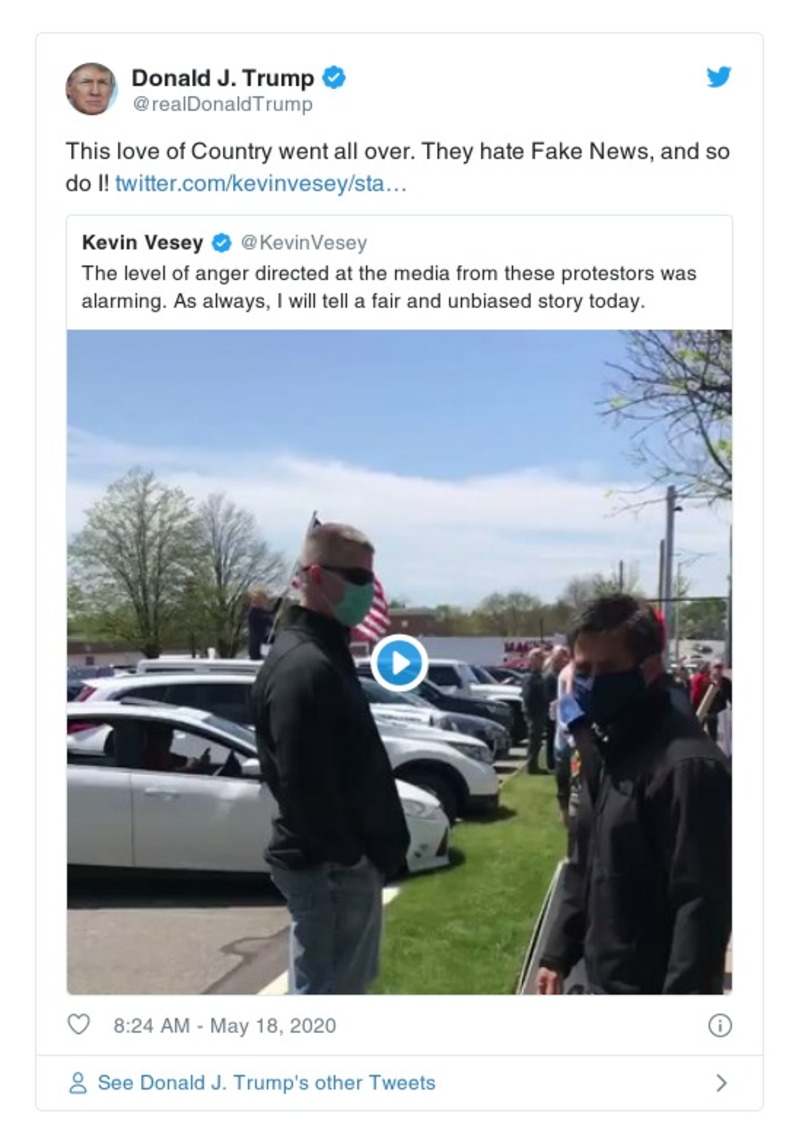 Donald J. Trump
@realDonaldTrump
This love of Country went all over. They hate Fake News, and so
do I! twitter.com/kevinvesey/sta…
Kevin Vesey @KevinVesey
The level of anger directed at the media from these protestors was
alarming. As always, I will tell a fair and unbiased story today.
8:24 AM - May 18, 2020
See Donald J. Trump's other Tweets